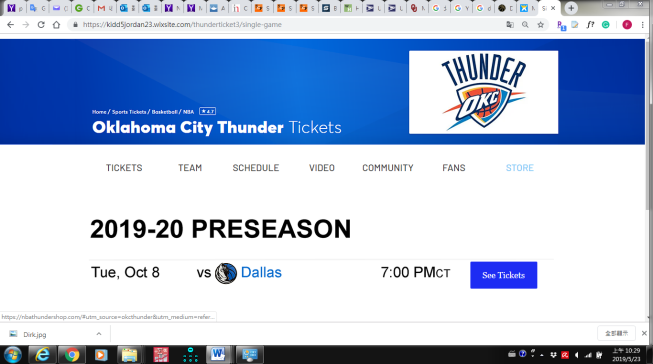 https://kidd5jordan23.wixsite.com/thunderticket3/single-game
THUNDER
OKC
Home / Sports Tickets / Basketball / NBA ★ 4.7
Oklahoma City Thunder Tickets
TICKETS TEAM SCHEDULE VIDEO COMMUNITY FANS STORE
2019-20 PRESEASON
Tue, Oct 8 vs Dallas 7:00 PMCT See Tickets
https://nbathundershop.com/#utm_source=okcthunder&utm_medium=refer...
Dirk.jpg
全部顯示
上午 10:29
2019/5/23